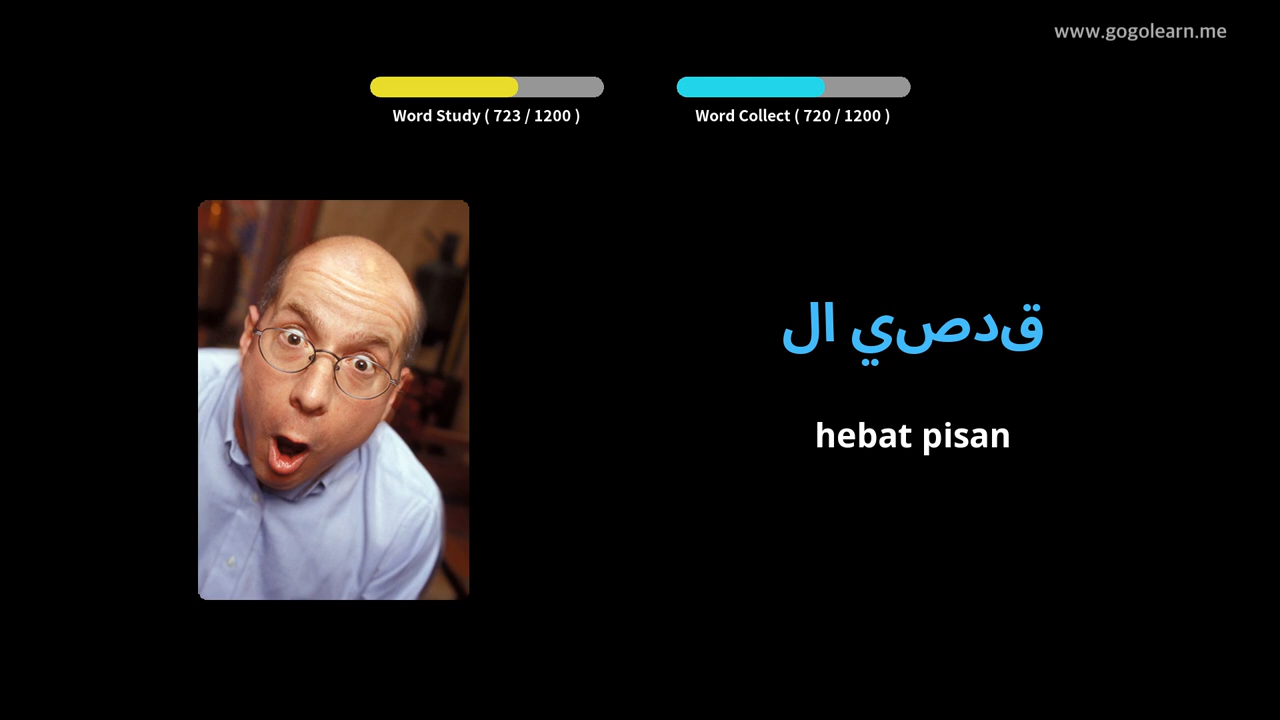 www.gogolearn.me
Word Study ( 723 / 1200 )
Word Collect ( 720 / 1200 )
قدصي ال
hebat pisan